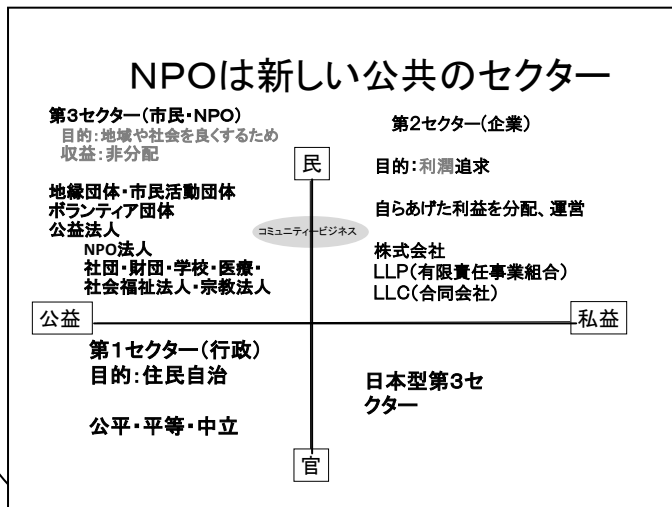 NPOは新しい公共のセクター
第3セクター(市民・NPO)
目的:地域や社会を良くするため
収益:非分配
地縁団体・市民活動団体
ボランティア団体
公益法人
NPO法人
社団・財団・学校・医療・
社会福祉法人・宗教法人
民
第2セクター(企業)
目的:利潤追求
自らあげた利益を分配、運営
株式会社
LLP(有限責任事業組合)
LLC(合同会社)
コミュニティービジネス
公益
私益
第1セクター(行政)
目的:住民自治
公平・平等・中立
日本型第3セ
クター
官